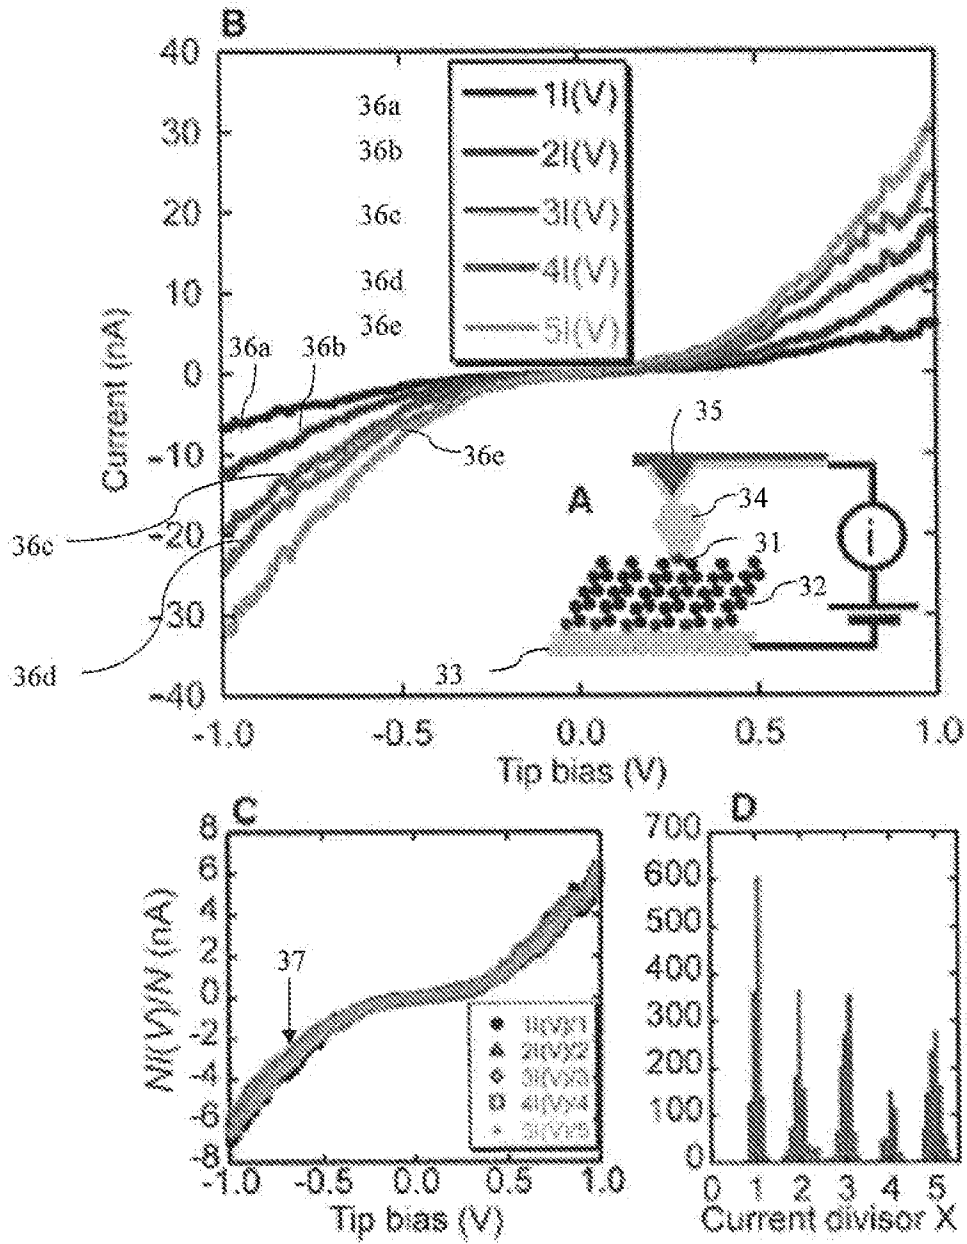 B
40
30
20
10
0
-10
-20
-30
-40
Current (nA)
36a 1I(V)
36b 2I(V)
36c 3I(V)
36d 4I(V)
36e 5I(V)
36a 36b
36e
36c
36d
A
35
34
31
32
33
i
-1.0 -0.5 0.0 0.5 1.0
Tip bias (V)
C
8
6
4
2
0
-2
-4
-6
-8
NI(V)/N (nA)
37
1I(V)/1
2I(V)/2
3I(V)/3
4I(V)/4
5I(V)/5
-1.0 -0.5 0.0 0.5 1.0
Tip bias (V)
D
700
600
500
400
300
200
100
0
0 1 2 3 4 5
Current divisor X